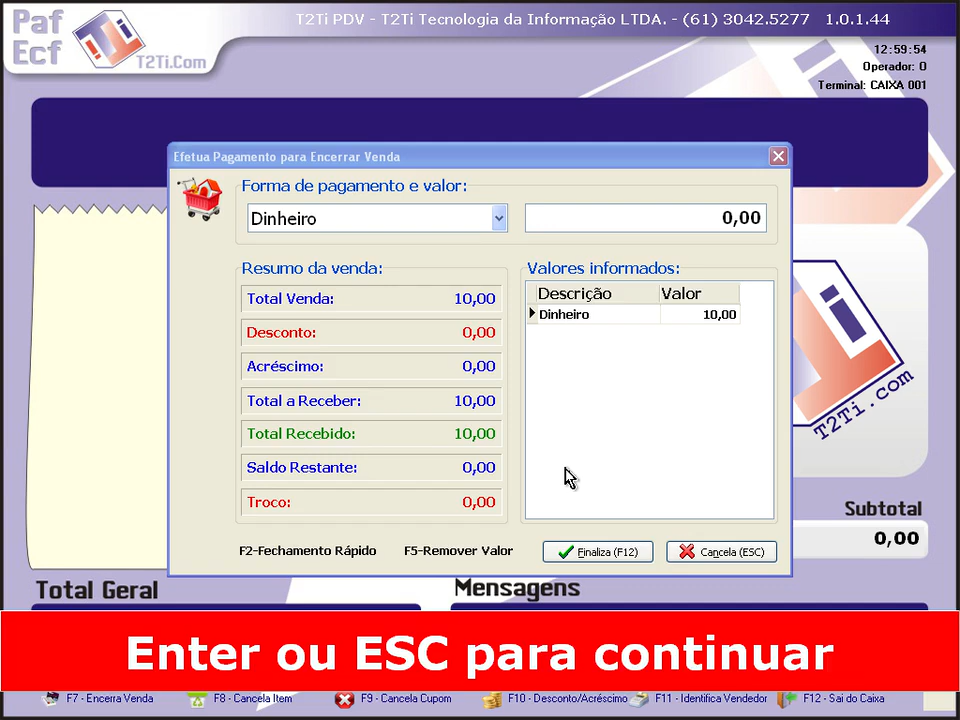 Paf
Ecf
T2Ti.Com
T2Ti PDV - T2Ti Tecnologia da Informação LTDA. - (61) 3042.5277 1.0.1.44
12:59:54
Operador: O
Terminal: CAIXA 001
Efetua Pagamento para Encerrar Venda
Forma de pagamento e valor:
Dinheiro 0,00
Resumo da venda:
Total Venda: 10,00
Desconto: 0,00
Acréscimo: 0,00
Total a Receber: 10,00
Total Recebido: 10,00
Saldo Restante: 0,00
Troco: 0,00
Valores informados:
Descrição Valor
Dinheiro 10,00
F2-Fechamento Rápido F5-Remover Valor Finaliza (F12) Cancela (ESC)
T2Ti.com
Subtotal
0,00
Total Geral
Mensagens
Enter ou ESC para continuar
F7 - Encerra Venda F8 - Cancela Item F9 - Cancela Cupom F10 - Desconto/Acréscimo F11 - Identifica Vendedor F12 - Sai do Caixa